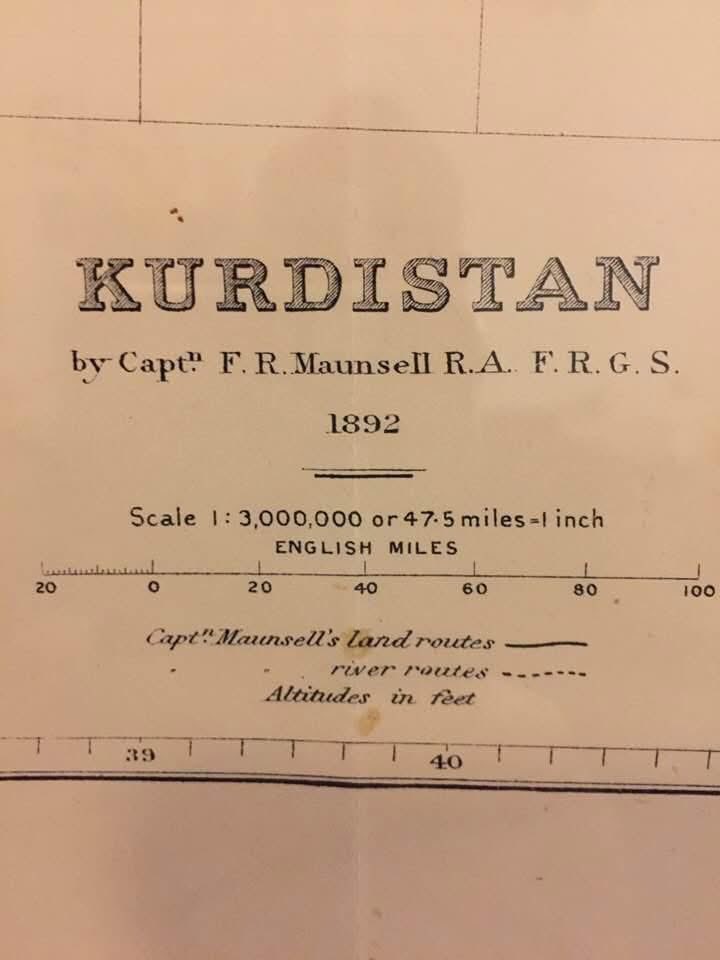 KURDISTAN
by Captn. F. R. Maunsell R.A. F. R. G. S.
1892
Scale 1: 3,000,000 or 47·5 miles=1 inch
ENGLISH MILES
20 0 20 40 60 80 100
Captn. Maunsell's land routes
" " river routes
Altitudes in feet
39 40